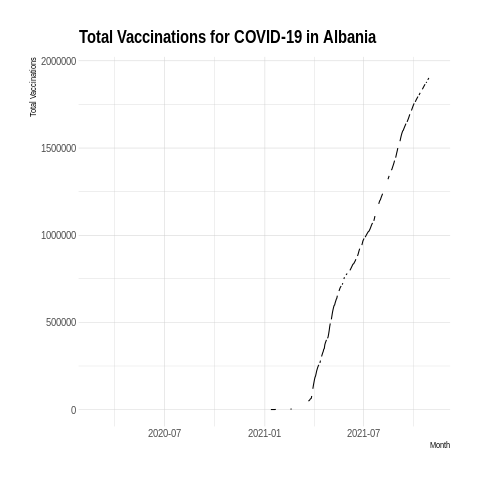 Total Vaccinations for COVID-19 in Albania
Total Vaccinations
2000000
1500000
1000000
500000
0
2020-07 2021-01 2021-07
Month